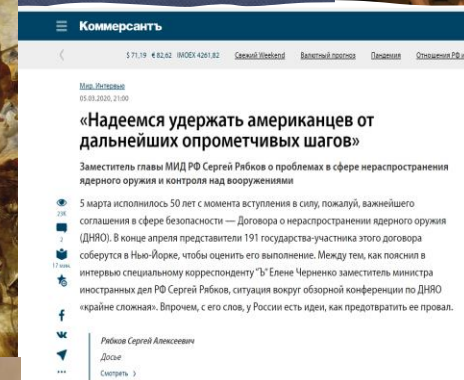 Коммерсантъ
$ 71,19 € 82,62 IMOEX 4261,82 Свежий Weekend Валютный прогноз Пандемия Отношения РФ и
Мир. Интервью
05.03.2020, 21:00
«Надеемся удержать американцев от
дальнейших опрометчивых шагов»
Заместитель главы МИД РФ Сергей Рябков о проблемах в сфере нераспространения
ядерного оружия и контроля над вооружениями
5 марта исполнилось 50 лет с момента вступления в силу, пожалуй, важнейшего
соглашения в сфере безопасности — Договора о нераспространении ядерного оружия
(ДНЯО). В конце апреля представители 191 государства-участника этого договора
соберутся в Нью-Йорке, чтобы оценить его выполнение. Между тем, как пояснил в
интервью специальному корреспонденту “Ъ” Елене Черненко заместитель министра
иностранных дел РФ Сергей Рябков, ситуация вокруг обзорной конференции по ДНЯО
«крайне сложная». Впрочем, с его слов, у России есть идеи, как предотвратить ее провал.
2
17 мин.
Рябков Сергей Алексеевич
Досье
Смотреть